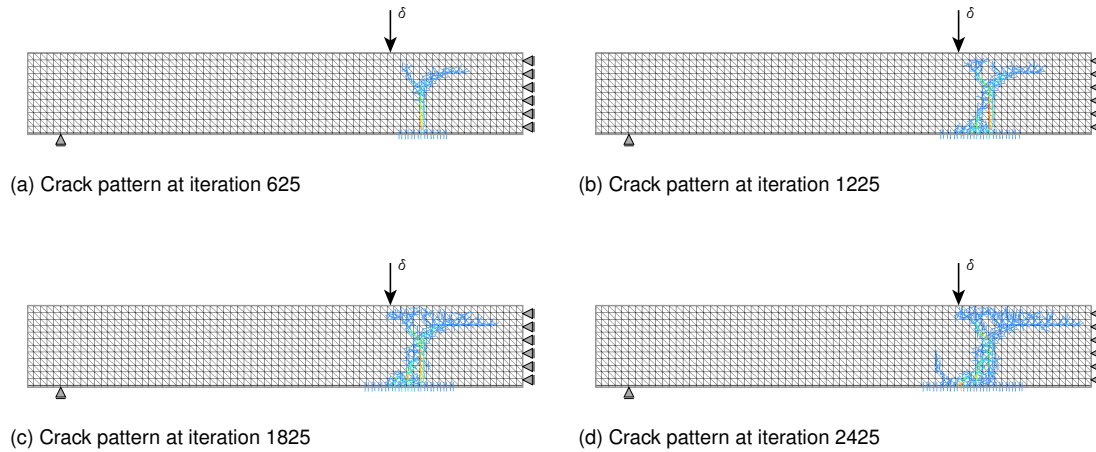 δ
δ
(a) Crack pattern at iteration 625
(b) Crack pattern at iteration 1225
δ
δ
(c) Crack pattern at iteration 1825
(d) Crack pattern at iteration 2425